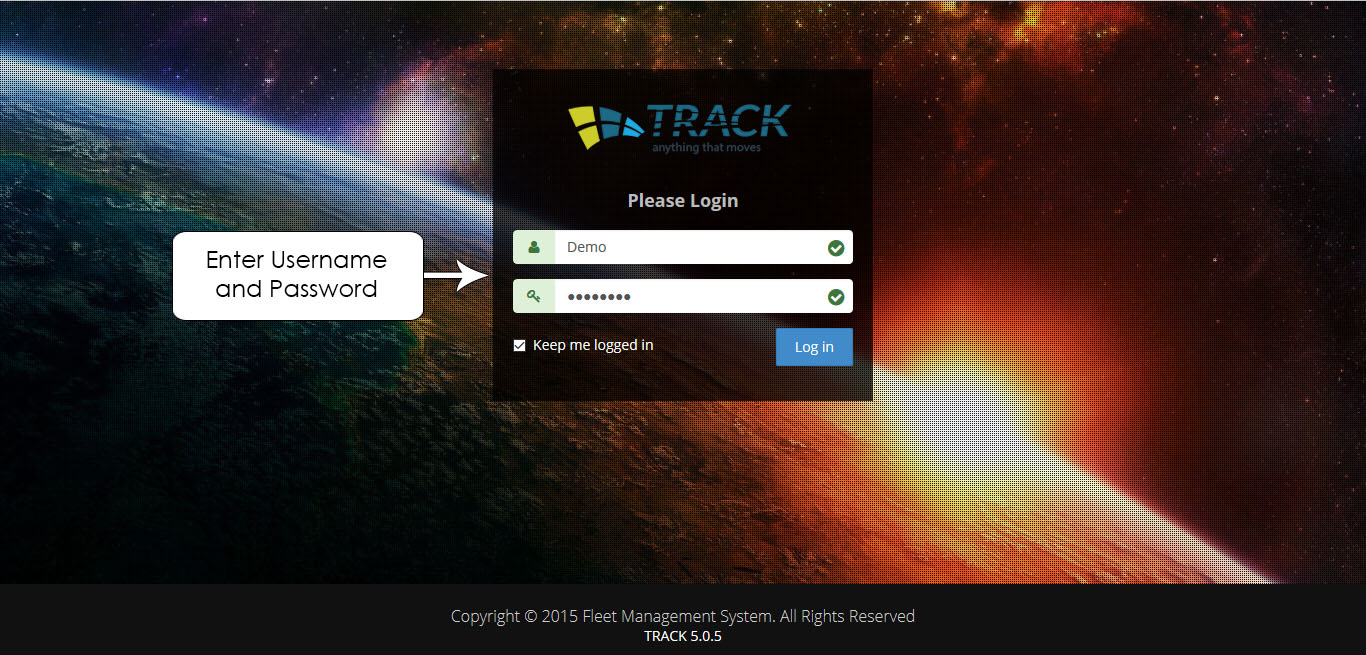 TRACK
anything that moves
Please Login
Demo
Enter Username
and Password
●●●●●●●●
Keep me logged in
Log in
Copyright © 2015 Fleet Management System. All Rights Reserved
TRACK 5.0.5